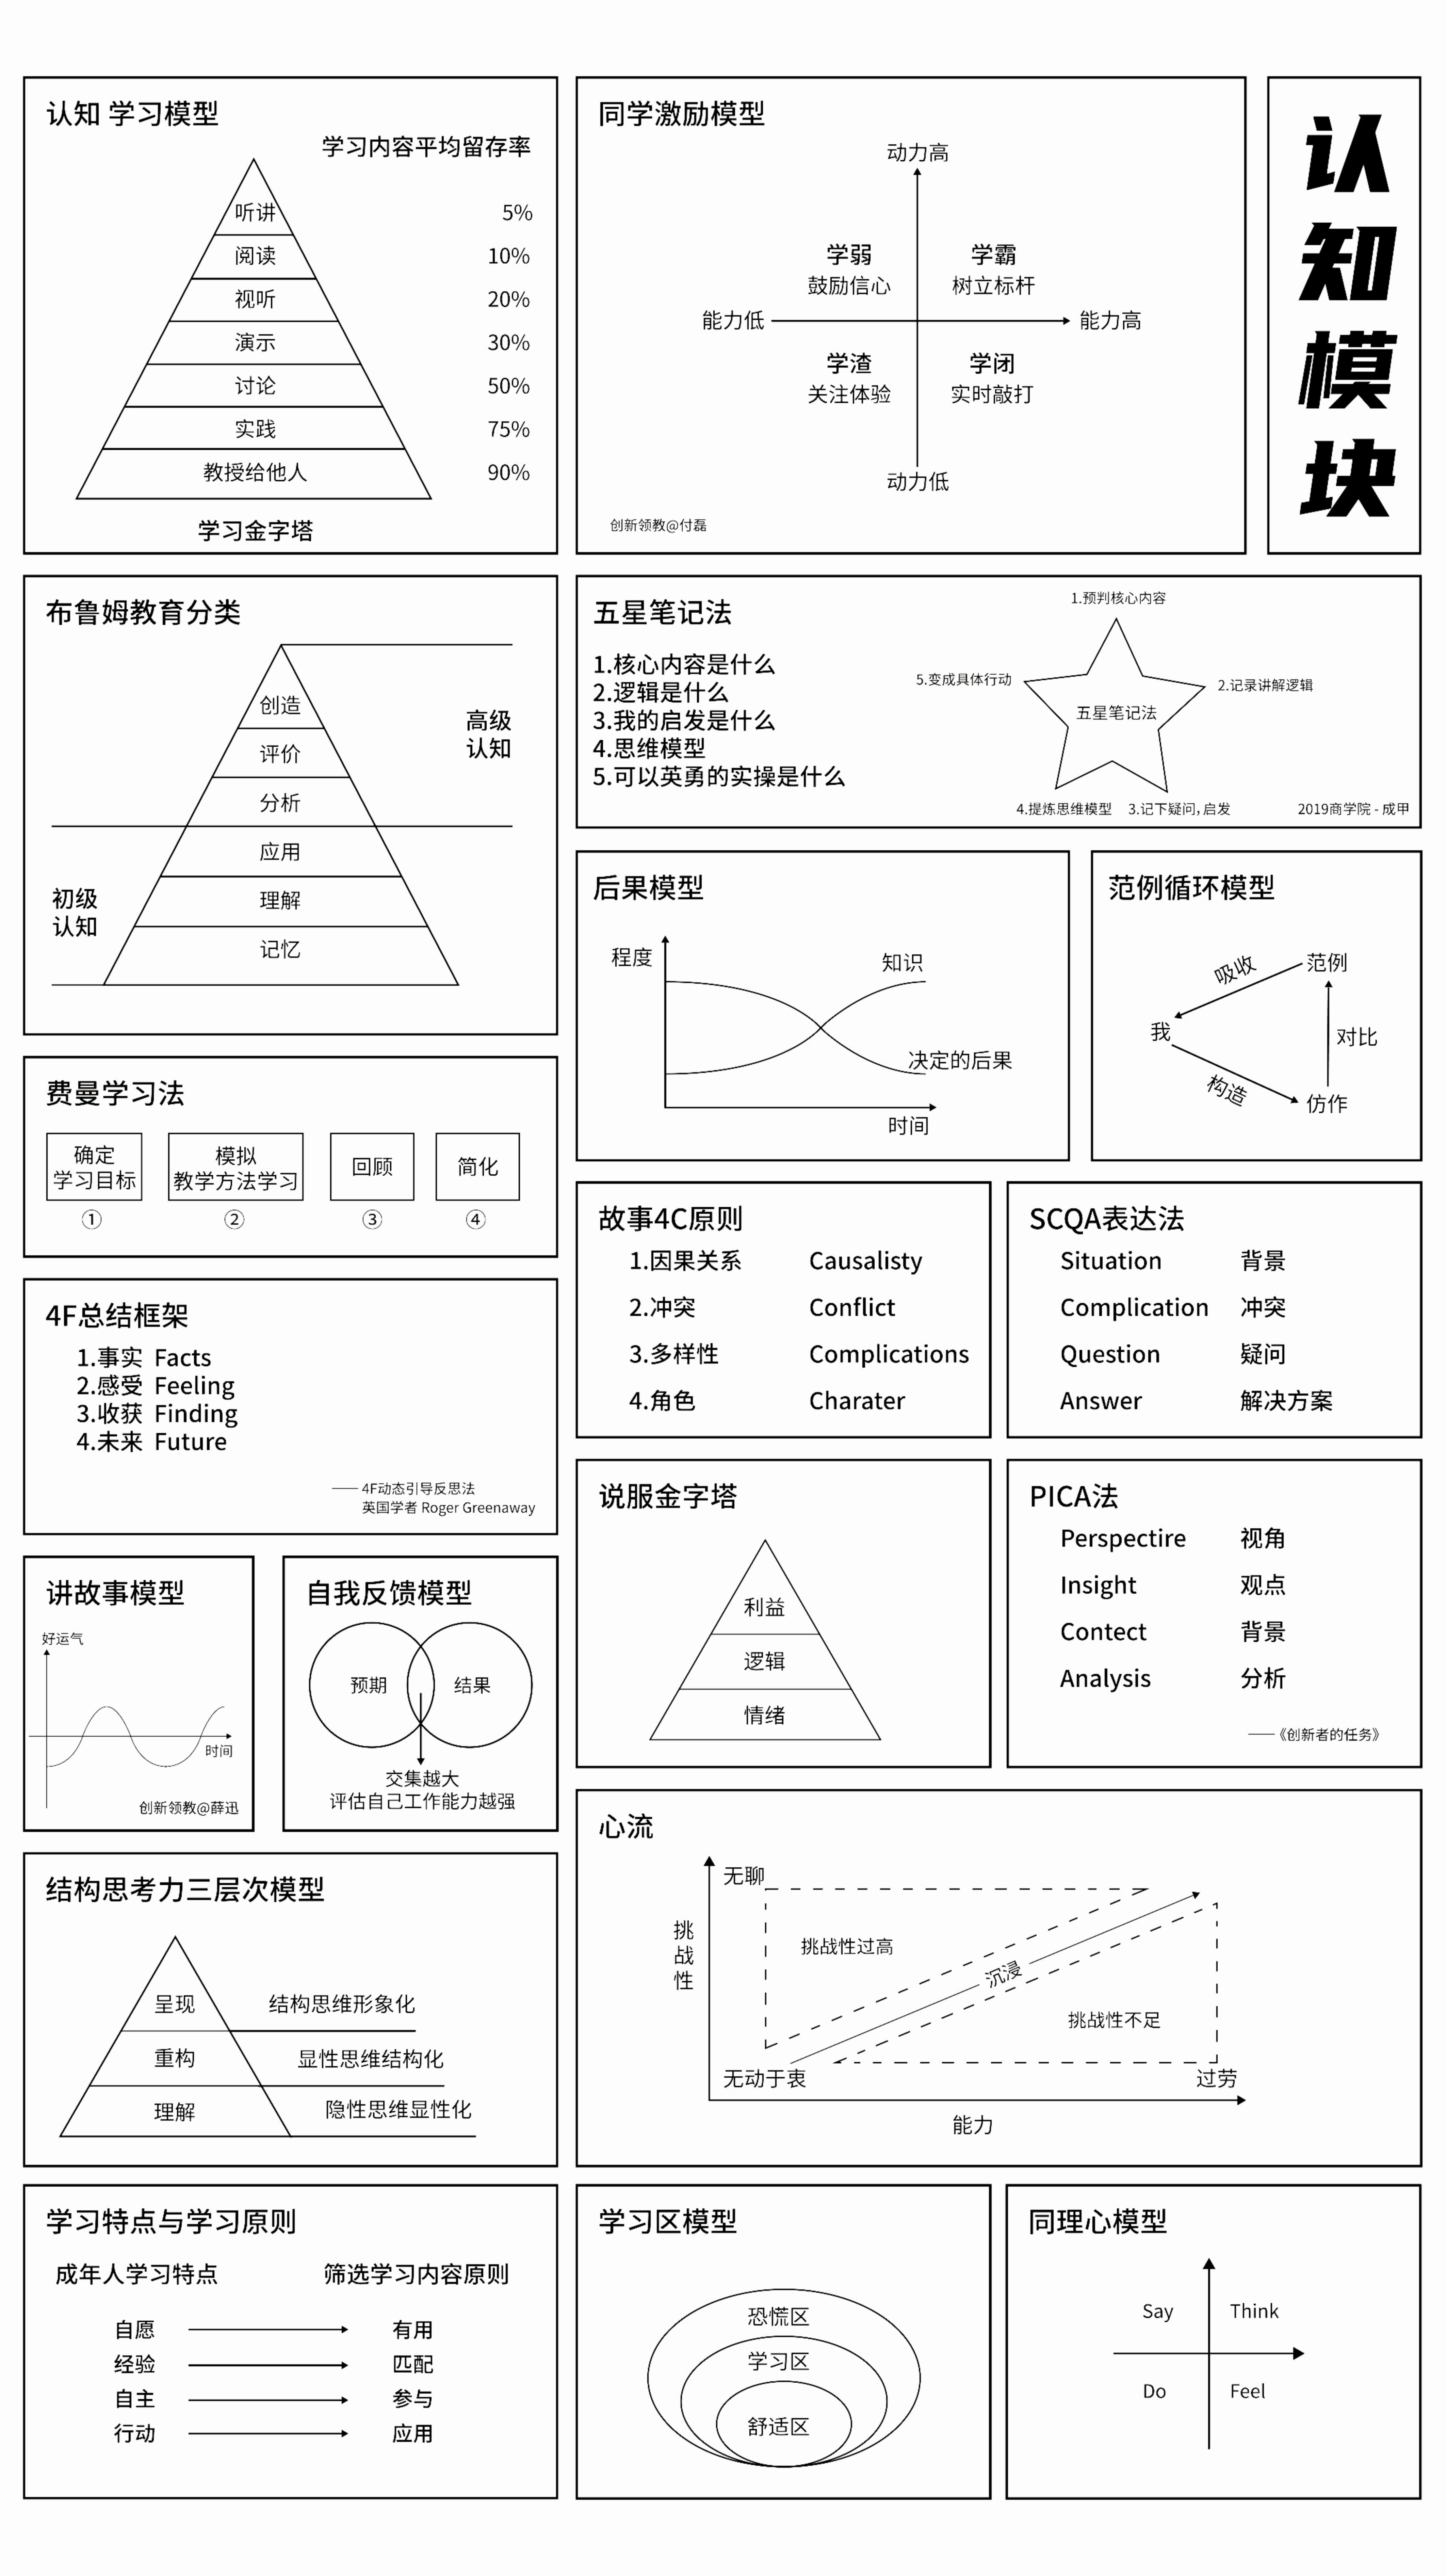 认知 学习模型
学习内容平均留存率
听讲 5%
阅读 10%
视听 20%
演示 30%
讨论 50%
实践 75%
教授给他人 90%
学习金字塔
同学激励模型
动力高
学弱 学霸
鼓励信心 树立标杆
能力低 能力高
学渣 学闭
关注体验 实时敲打
动力低
创新领教@付磊
认
知
模
块
布鲁姆教育分类
创造
评价
分析
高级
认知
应用
理解
记忆
初级
认知
五星笔记法
1.核心内容是什么
2.逻辑是什么
3.我的启发是什么
4.思维模型
5.可以英勇的实操是什么
1.预判核心内容
5.变成具体行动
2.记录讲解逻辑
五星笔记法
4.提炼思维模型 3.记下疑问，启发
2019商学院 - 成甲
后果模型
程度
知识
决定的后果
时间
范例循环模型
吸收
范例
我
对比
构造
仿作
费曼学习法
确定
学习目标
模拟
教学方法学习
回顾
简化
① ② ③ ④
故事4C原则
1.因果关系 Causalisty
2.冲突 Conflict
3.多样性 Complications
4.角色 Charater
SCQA表达法
Situation 背景
Complication 冲突
Question 疑问
Answer 解决方案
4F总结框架
1.事实 Facts
2.感受 Feeling
3.收获 Finding
4.未来 Future
—— 4F动态引导反思法
英国学者 Roger Greenaway
说服金字塔
利益
逻辑
情绪
PICA法
Perspectire 视角
Insight 观点
Contect 背景
Analysis 分析
——《创新者的任务》
讲故事模型
好运气
时间
创新领教@薛迅
自我反馈模型
预期 结果
交集越大
评估自己工作能力越强
心流
无聊
挑
战
性
挑战性过高
沉浸
挑战性不足
无动于衷
过劳
能力
结构思考力三层次模型
呈现 结构思维形象化
重构 显性思维结构化
理解 隐性思维显性化
学习特点与学习原则
成年人学习特点 筛选学习内容原则
自愿 有用
经验 匹配
自主 参与
行动 应用
学习区模型
恐慌区
学习区
舒适区
同理心模型
Say Think
Do Feel